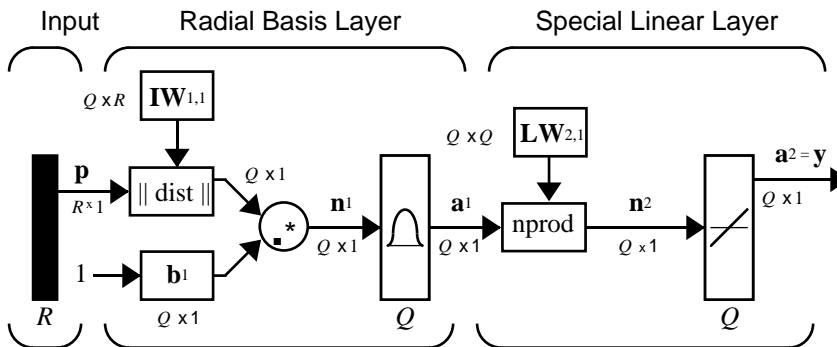 Input
Radial Basis Layer
Special Linear Layer
Q x R
IW1,1
Q x Q
LW2,1
p
R x 1
|| dist ||
Q x 1
.*
n1
Q x 1
a1
Q x 1
nprod
n2
Q x 1
a2 = y
Q x 1
1
b1
Q x 1
R
Q
Q